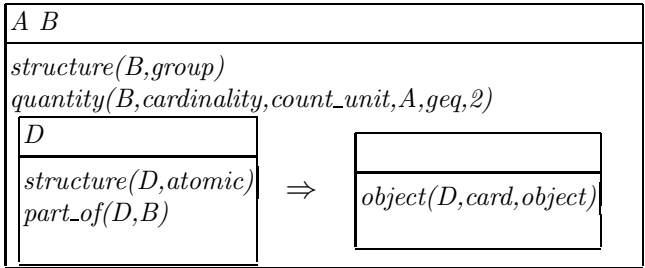 A B
structure(B,group)
quantity(B,cardinality,count_unit,A,geq,2)
D
structure(D,atomic)
part_of(D,B)
⇒
object(D,card,object)